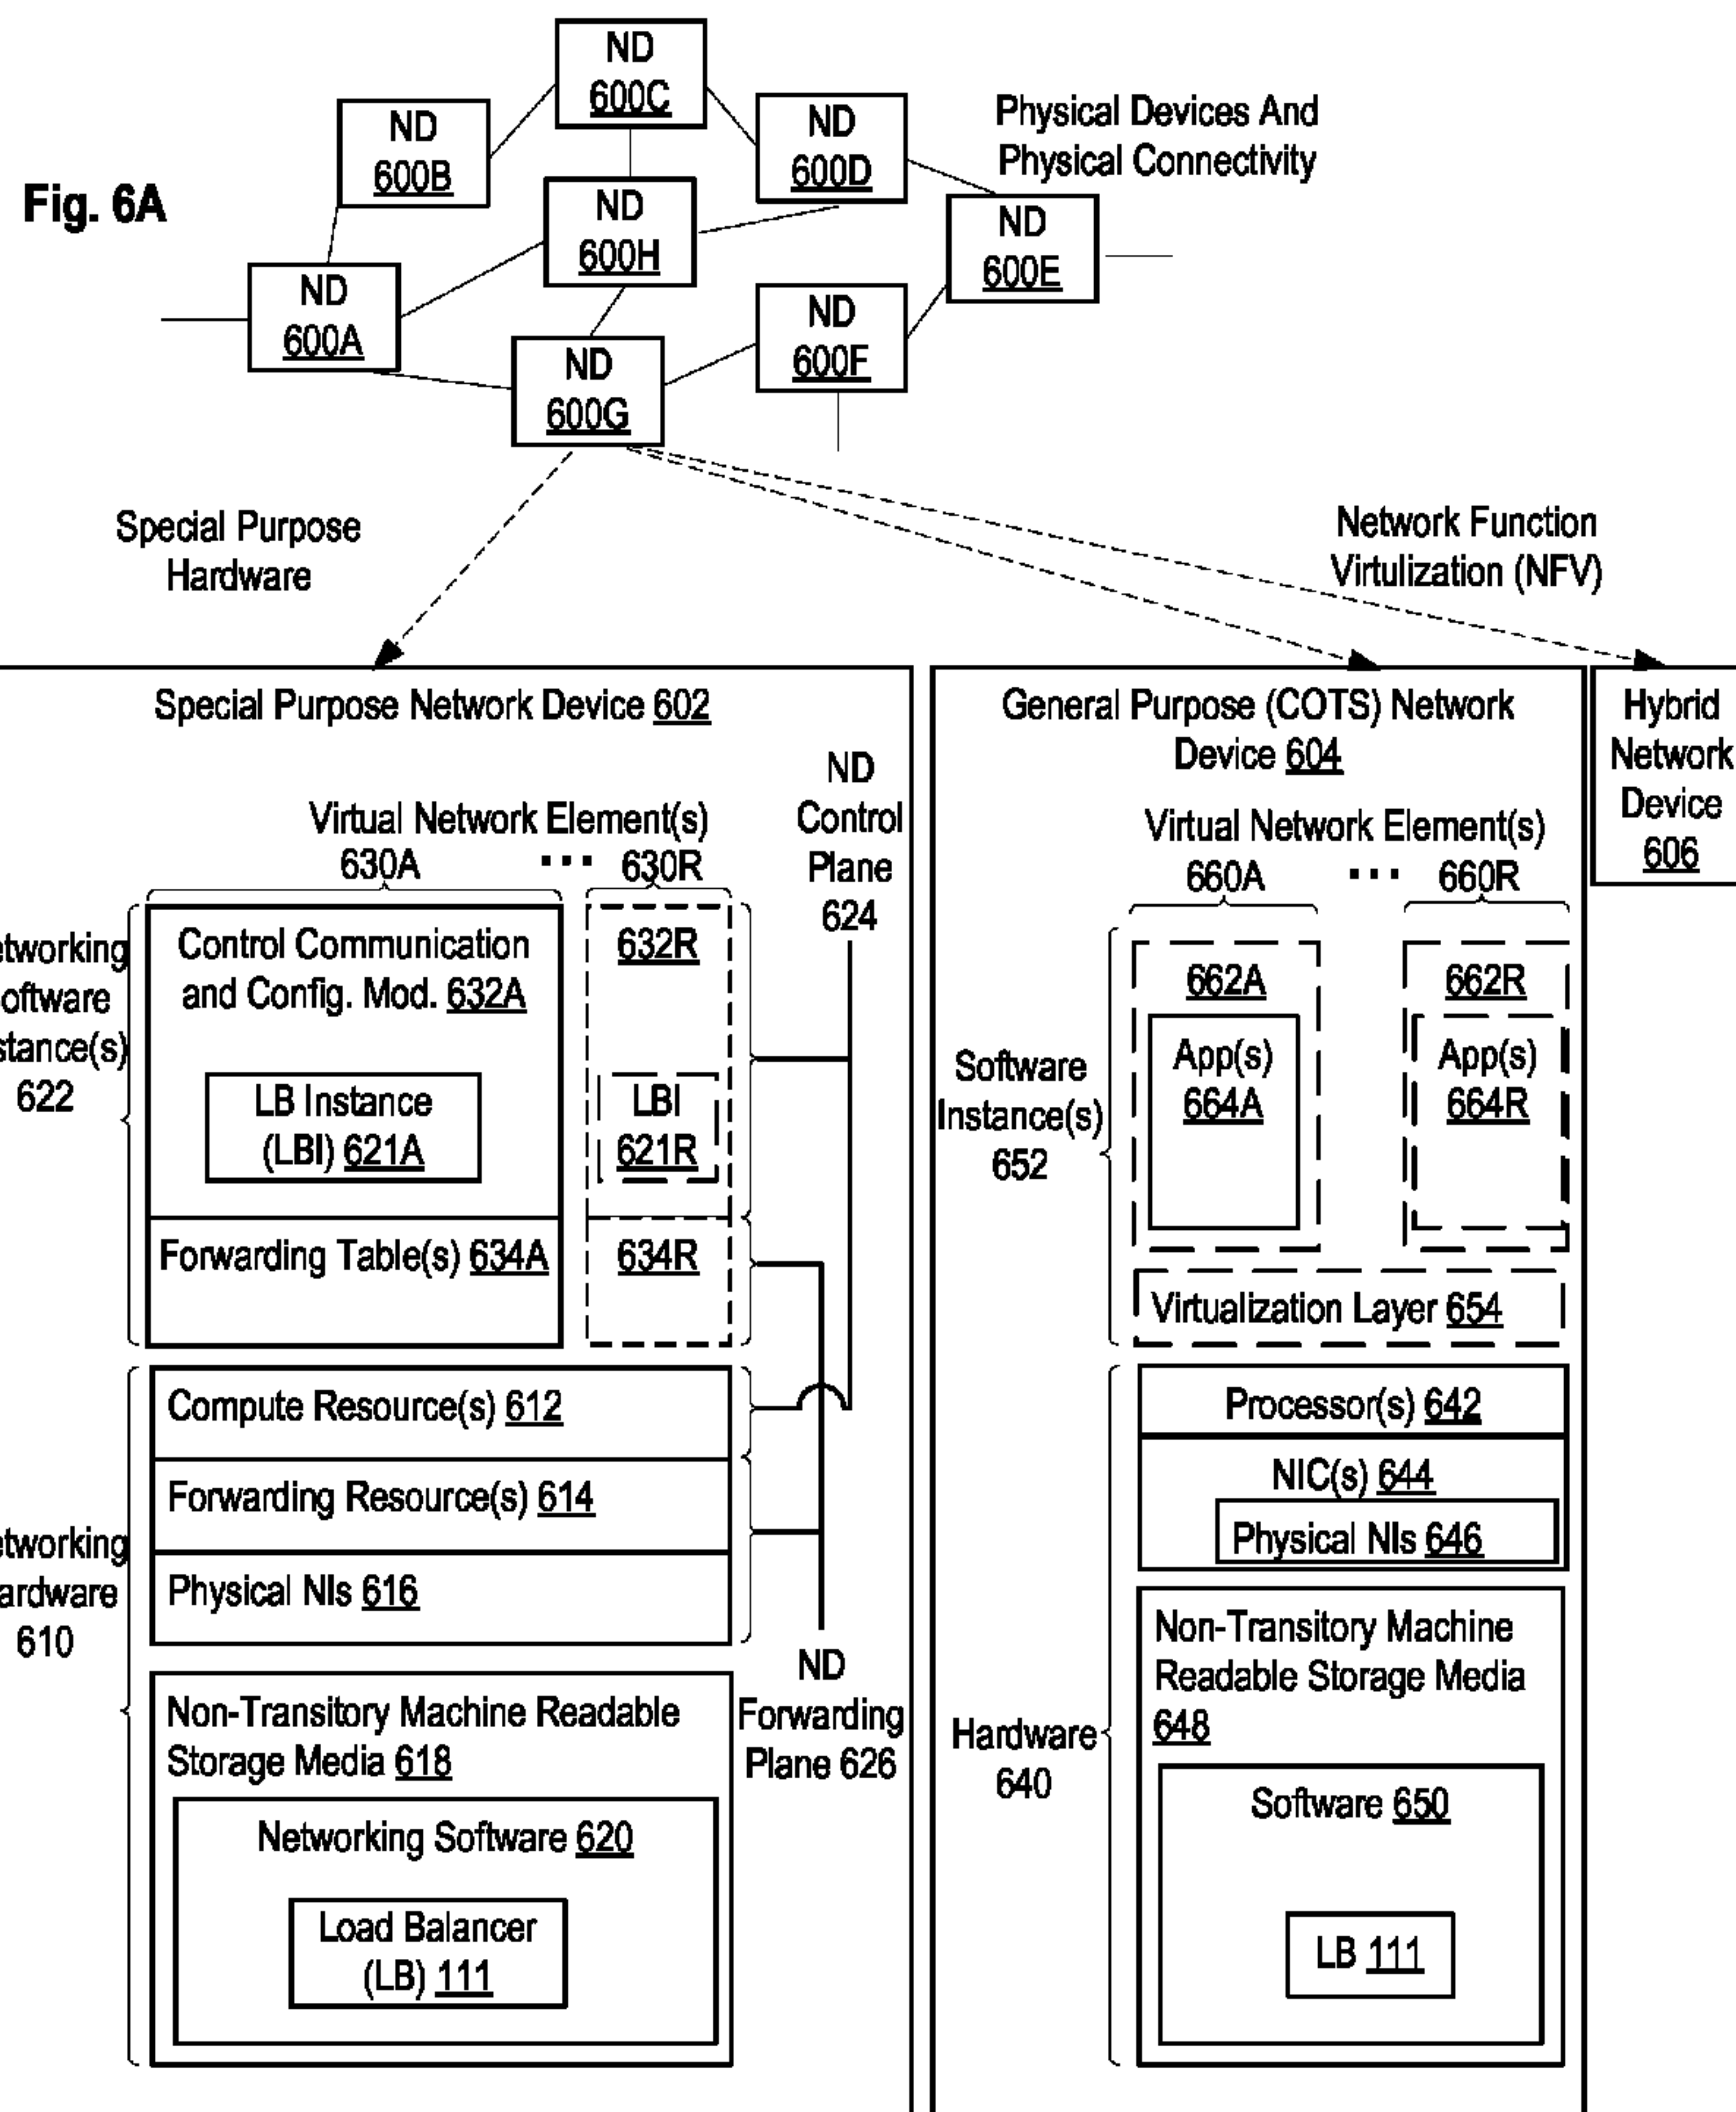 Fig. 6A
ND
600C
ND
600B
ND
600D
Physical Devices And
Physical Connectivity
ND
600H
ND
600E
ND
600A
ND
600F
ND
600G
Special Purpose
Hardware
Network Function
Virtulization (NFV)
Special Purpose Network Device 602
ND
Control
Plane
624
Virtual Network Element(s)
630A ... 630R
etworking
oftware
stance(s)
622
Control Communication
and Config. Mod. 632A
632R
LB Instance
(LBI) 621A
LBI
621R
Forwarding Table(s) 634A
634R
etworking
ardware
610
Compute Resource(s) 612
Forwarding Resource(s) 614
Physical NIs 616
ND
Forwarding
Plane 626
Non-Transitory Machine Readable
Storage Media 618
Networking Software 620
Load Balancer
(LB) 111
General Purpose (COTS) Network
Device 604
Virtual Network Element(s)
660A ... 660R
Software
Instance(s)
652
662A
662R
App(s)
664A
App(s)
664R
Virtualization Layer 654
Hardware
640
Processor(s) 642
NIC(s) 644
Physical NIs 646
Non-Transitory Machine
Readable Storage Media
648
Software 650
LB 111
Hybrid
Network
Device
606